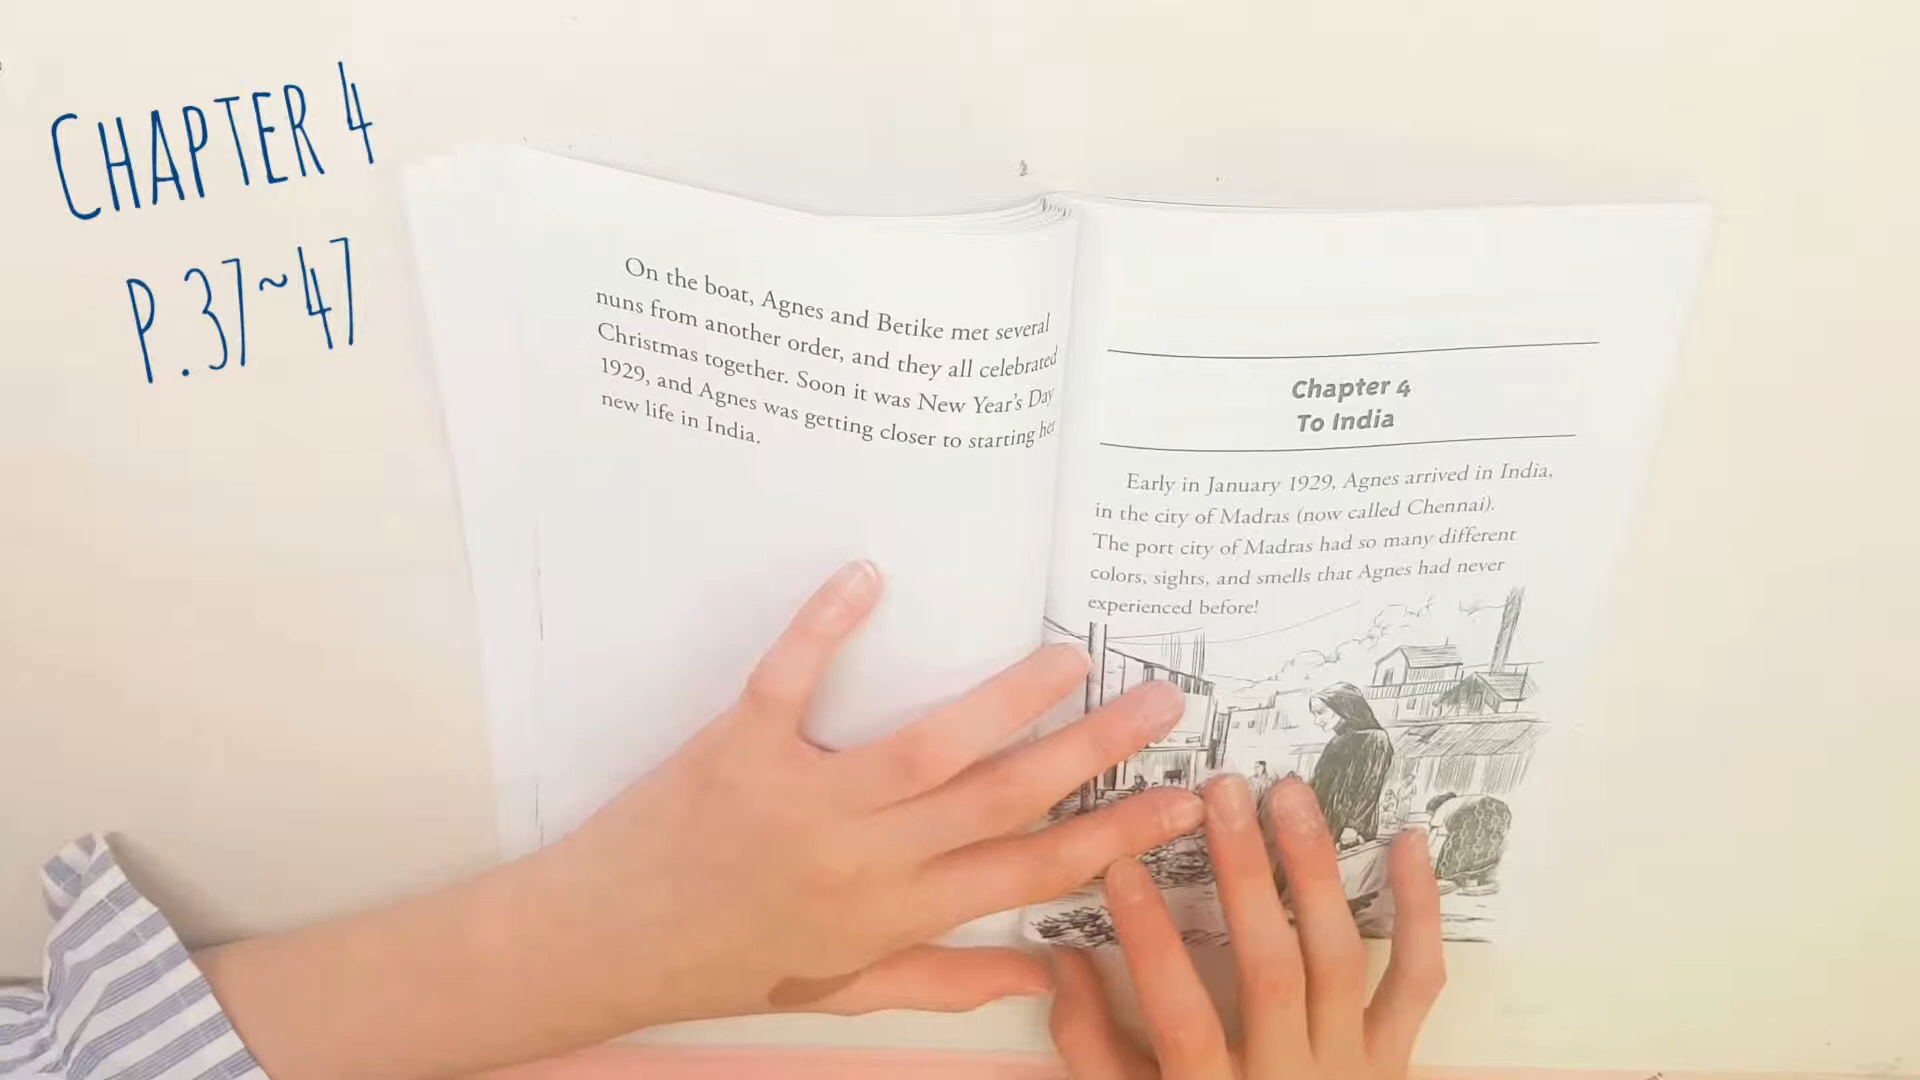 CHAPTER 4
P.37~47
On the boat, Agnes and Betike met several
nuns from another order, and they all celebrated
Christmas together. Soon it was New Year's Day
1929, and Agnes was getting closer to starting her
new life in India.
Chapter 4
To India
Early in January 1929, Agnes arrived in India,
in the city of Madras (now called Chennai).
The port city of Madras had so many different
colors, sights, and smells that Agnes had never
experienced before!